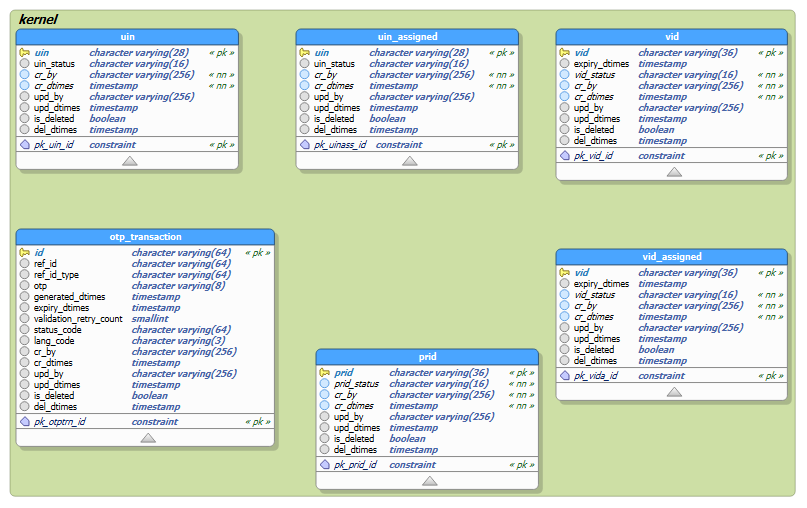 kernel
uin
uin character varying(28) « pk »
uin_status character varying(16)
cr_by character varying(256) « nn »
cr_dtimes timestamp « nn »
upd_by character varying(256)
upd_dtimes timestamp
is_deleted boolean
del_dtimes timestamp
pk_uin_id constraint « pk »
uin_assigned
uin character varying(28) « pk »
uin_status character varying(16)
cr_by character varying(256) « nn »
cr_dtimes timestamp « nn »
upd_by character varying(256)
upd_dtimes timestamp
is_deleted boolean
del_dtimes timestamp
pk_uinass_id constraint « pk »
vid
vid character varying(36) « pk »
expiry_dtimes timestamp
vid_status character varying(16) « nn »
cr_by character varying(256) « nn »
cr_dtimes timestamp « nn »
upd_by character varying(256)
upd_dtimes timestamp
is_deleted boolean
del_dtimes timestamp
pk_vid_id constraint « pk »
otp_transaction
id character varying(64) « pk »
ref_id character varying(64)
ref_id_type character varying(64)
otp character varying(8)
generated_dtimes timestamp
expiry_dtimes timestamp
validation_retry_count smallint
status_code character varying(64)
lang_code character varying(3)
cr_by character varying(256)
cr_dtimes timestamp
upd_by character varying(256)
upd_dtimes timestamp
is_deleted boolean
del_dtimes timestamp
pk_otptrn_id constraint « pk »
vid_assigned
vid character varying(36) « pk »
expiry_dtimes timestamp
vid_status character varying(16) « nn »
cr_by character varying(256) « nn »
cr_dtimes timestamp « nn »
upd_by character varying(256)
upd_dtimes timestamp
is_deleted boolean
del_dtimes timestamp
pk_vida_id constraint « pk »
prid
prid character varying(36) « pk »
prid_status character varying(16) « nn »
cr_by character varying(256) « nn »
cr_dtimes timestamp « nn »
upd_by character varying(256)
upd_dtimes timestamp
is_deleted boolean
del_dtimes timestamp
pk_prid_id constraint « pk »